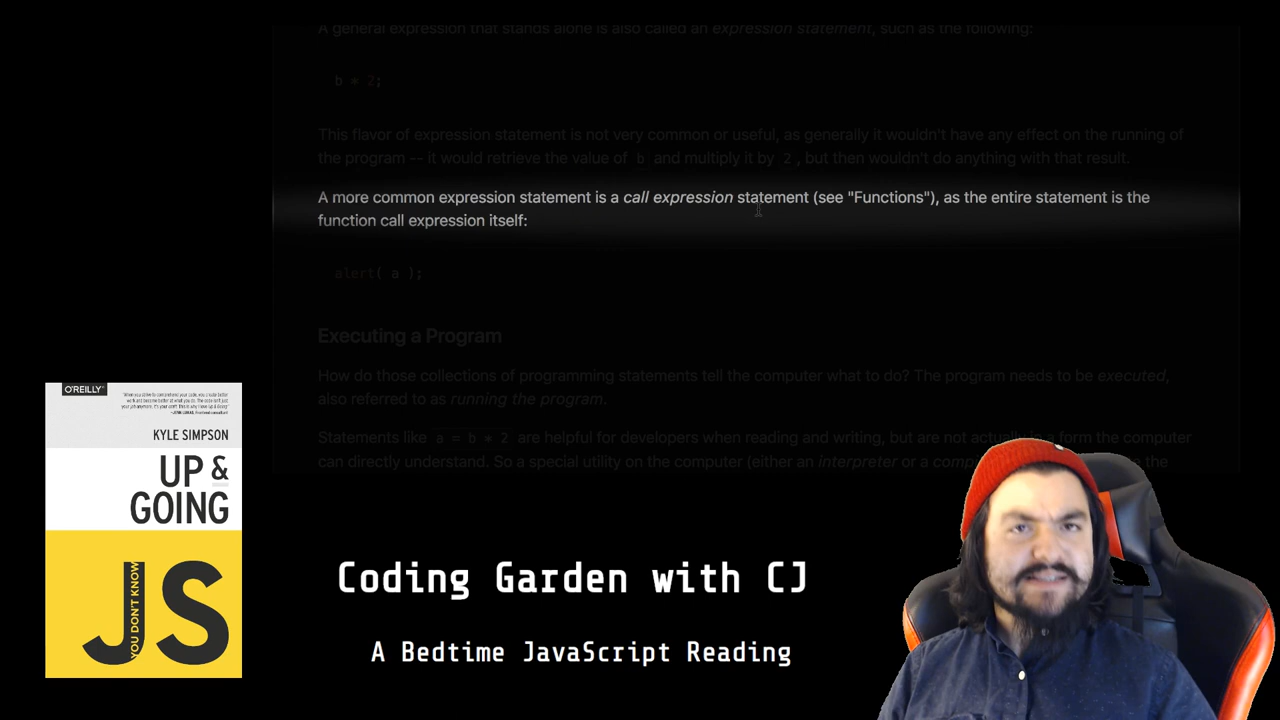 A general expression that stands alone is also called an expression statement, such as the following:
b * 2;
This flavor of expression statement is not very common or useful, as generally it wouldn't have any effect on the running of
the program -- it would retrieve the value of b and multiply it by 2, but then wouldn't do anything with that result.
A more common expression statement is a call expression statement (see "Functions"), as the entire statement is the
function call expression itself:
alert( a );
Executing a Program
How do those collections of programming statements tell the computer what to do? The program needs to be executed,
also referred to as running the program.
Statements like a = b * 2 are helpful for developers when reading and writing, but are not actually in a form the computer
can directly understand. So a special utility on the computer (either an interpreter or a the
O'REILLY
KYLE SIMPSON
UP &
GOING
YOU DON'T KNOW
JS
Coding Garden with CJ
A Bedtime JavaScript Reading